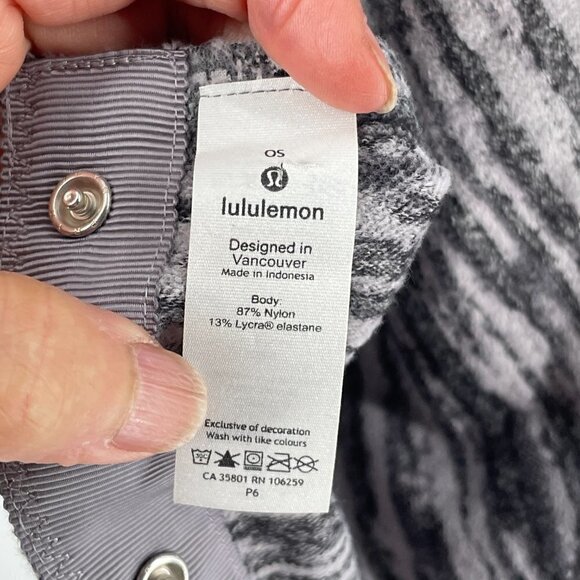 OS
lululemon
Designed in
Vancouver
Made in Indonesia
Body:
87% Nylon
13% Lycra® elastane
Exclusive of decoration
Wash with like colours
CA 35801 RN 106259
P6